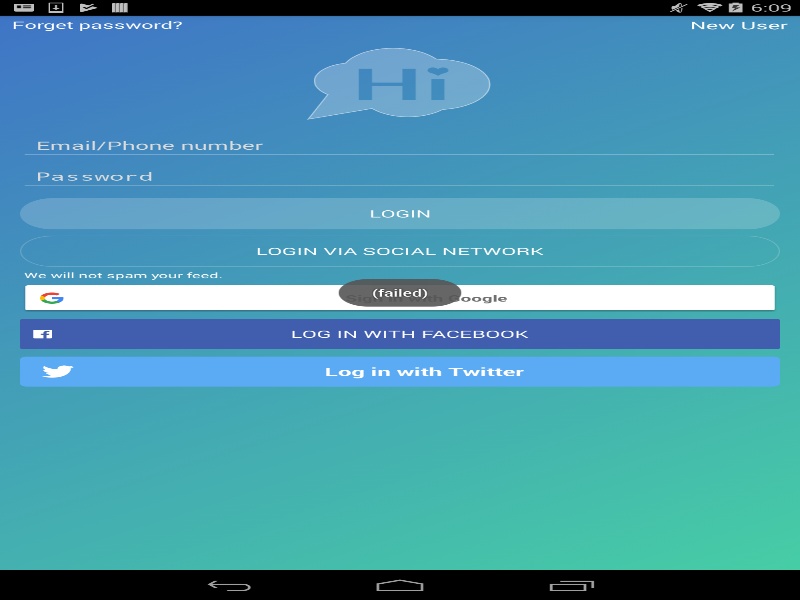 6:09
Forget password?
New User
Hi
Email/Phone number
Password
LOGIN
LOGIN VIA SOCIAL NETWORK
We will not spam your feed.
(failed)
Google
LOG IN WITH FACEBOOK
Log in with Twitter